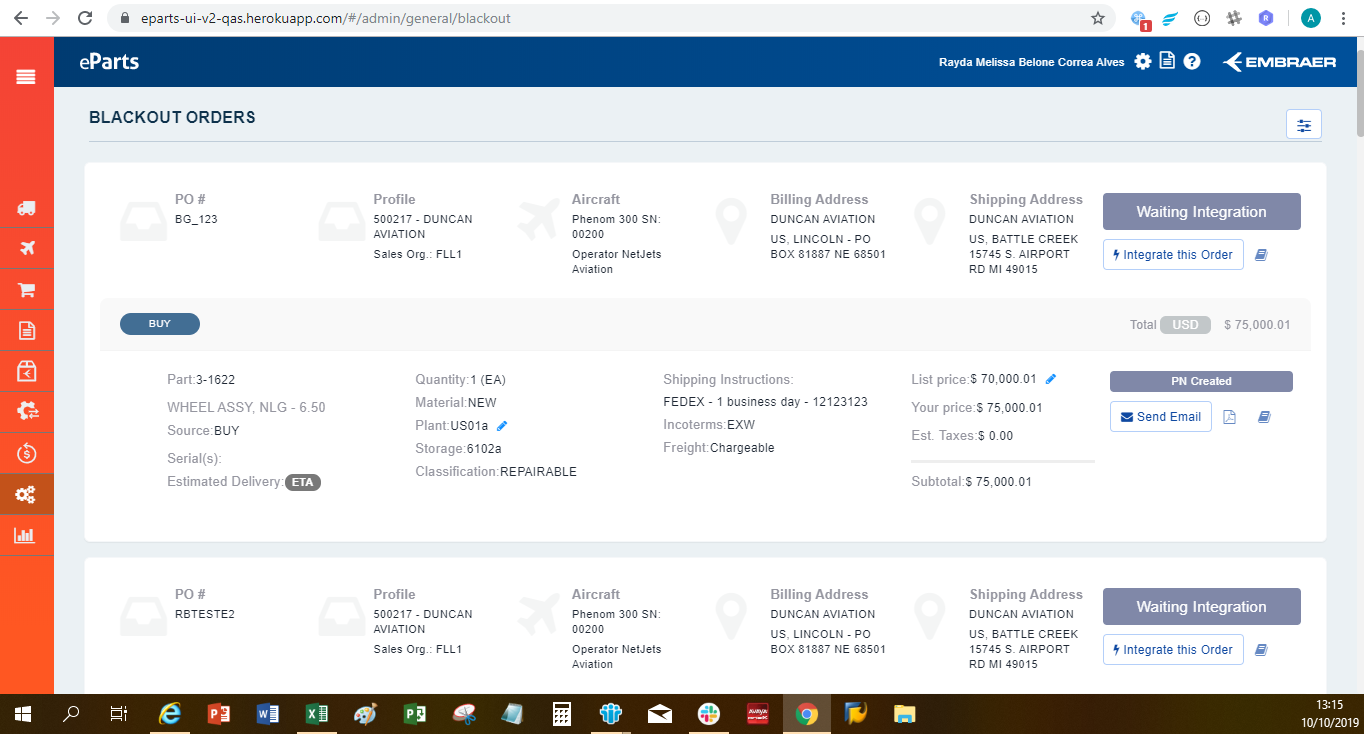 eparts-ui-v2-qas.herokuapp.com/#/admin/general/blackout
1
R
A
eParts
Rayda Melissa Belone Correa Alves
EMBRAER
BLACKOUT ORDERS
PO #
BG_123
Profile
500217 - DUNCAN
AVIATION
Sales Org.: FLL1
Aircraft
Phenom 300 SN:
00200
Operator NetJets
Aviation
Billing Address
DUNCAN AVIATION
US, LINCOLN - PO
BOX 81887 NE 68501
Shipping Address
DUNCAN AVIATION
US, BATTLE CREEK
15745 S. AIRPORT
RD MI 49015
Waiting Integration
Integrate this Order
BUY
Total USD $ 75,000.01
Part:3-1622
WHEEL ASSY, NLG - 6.50
Source:BUY
Serial(s):
Estimated Delivery: ETA
Quantity:1 (EA)
Material:NEW
Plant:US01a
Storage:6102a
Classification:REPAIRABLE
Shipping Instructions:
FEDEX - 1 business day - 12123123
Incoterms:EXW
Freight:Chargeable
List price:$ 70,000.01
Your price:$ 75,000.01
Est. Taxes:$ 0.00
Subtotal:$ 75,000.01
PN Created
Send Email
PO #
RBTESTE2
Profile
500217 - DUNCAN
AVIATION
Sales Org.: FLL1
Aircraft
Phenom 300 SN:
00200
Operator NetJets
Aviation
Billing Address
DUNCAN AVIATION
US, LINCOLN - PO
BOX 81887 NE 68501
Shipping Address
DUNCAN AVIATION
US, BATTLE CREEK
15745 S. AIRPORT
RD MI 49015
Waiting Integration
Integrate this Order
AVAYA
13:15
10/10/2019